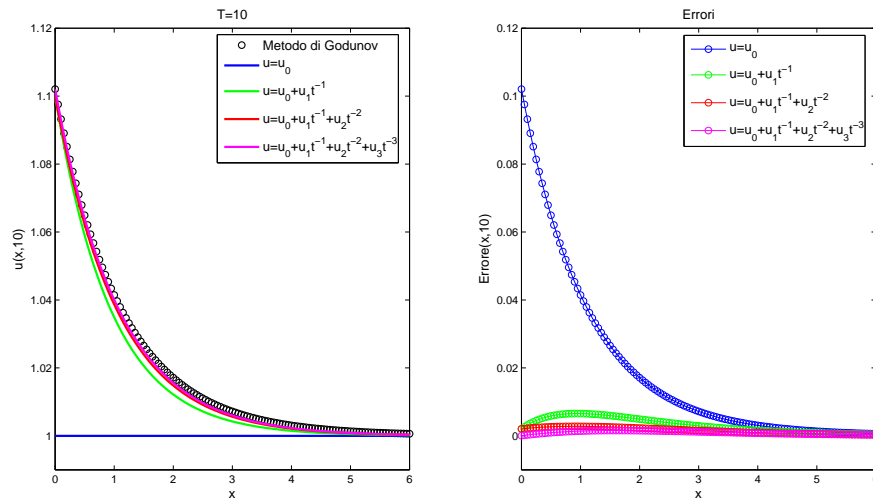 T=10
1.12
1.1
1.08
1.06
1.04
1.02
1
u(x,10)
0 1 2 3 4 5 6
x
Metodo di Godunov
u=u₀
u=u₀+u₁t⁻¹
u=u₀+u₁t⁻¹+u₂t⁻²
u=u₀+u₁t⁻¹+u₂t⁻²+u₃t⁻³
Errori
0.12
0.1
0.08
0.06
0.04
0.02
0
Errore(x,10)
0 1 2 3 4 5 6
x
u=u₀
u=u₀+u₁t⁻¹
u=u₀+u₁t⁻¹+u₂t⁻²
u=u₀+u₁t⁻¹+u₂t⁻²+u₃t⁻³